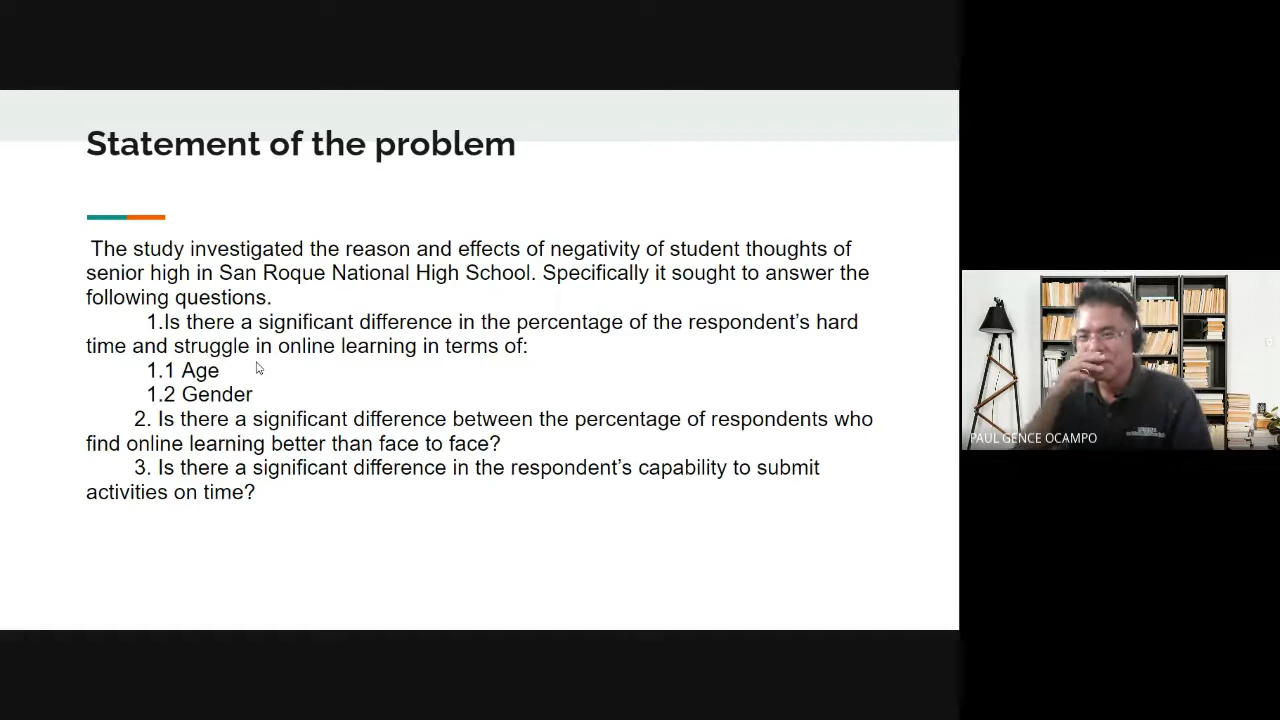 Statement of the problem
The study investigated the reason and effects of negativity of student thoughts of
senior high in San Roque National High School. Specifically it sought to answer the
following questions.
1.Is there a significant difference in the percentage of the respondent's hard
time and struggle in online learning in terms of:
1.1 Age
1.2 Gender
2. Is there a significant difference between the percentage of respondents who
find online learning better than face to face?
3. Is there a significant difference in the respondent's capability to submit
activities on time?
PAUL GENCE OCAMPO